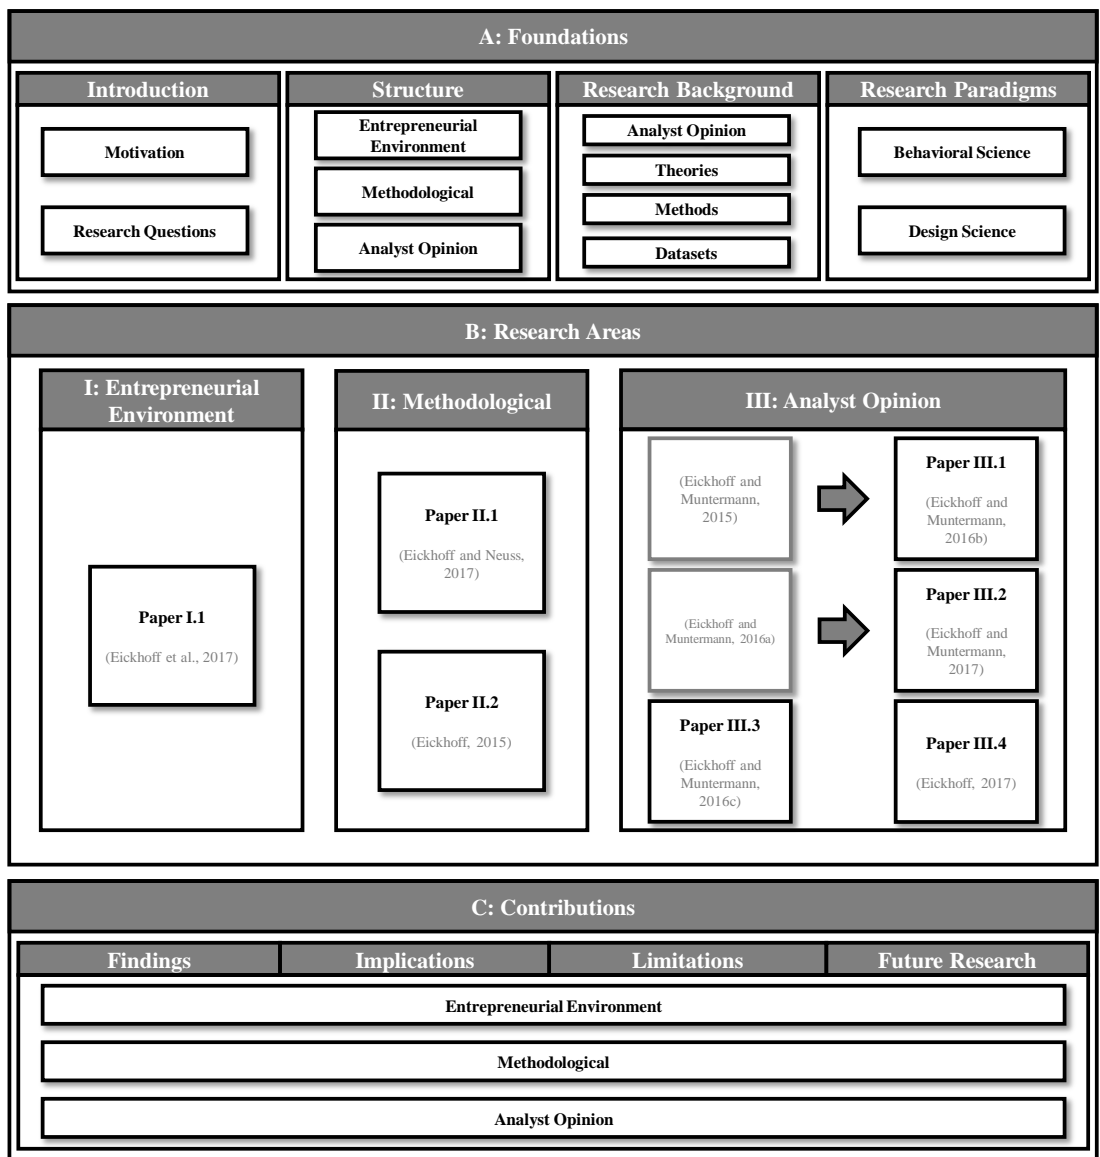 A: Foundations
Introduction
Motivation
Research Questions
Structure
Entrepreneurial
Environment
Methodological
Analyst Opinion
Research Background
Analyst Opinion
Theories
Methods
Datasets
Research Paradigms
Behavioral Science
Design Science
B: Research Areas
I: Entrepreneurial
Environment
Paper I.1
(Eickhoff et al., 2017)
II: Methodological
Paper II.1
(Eickhoff and Neuss,
2017)
Paper II.2
(Eickhoff, 2015)
III: Analyst Opinion
(Eickhoff and
Muntermann,
2015)
Paper III.1
(Eickhoff and
Muntermann,
2016b)
(Eickhoff and
Muntermann, 2016a)
Paper III.2
(Eickhoff and
Muntermann,
2017)
Paper III.3
(Eickhoff and
Muntermann,
2016c)
Paper III.4
(Eickhoff, 2017)
C: Contributions
Findings
Implications
Limitations
Future Research
Entrepreneurial Environment
Methodological
Analyst Opinion